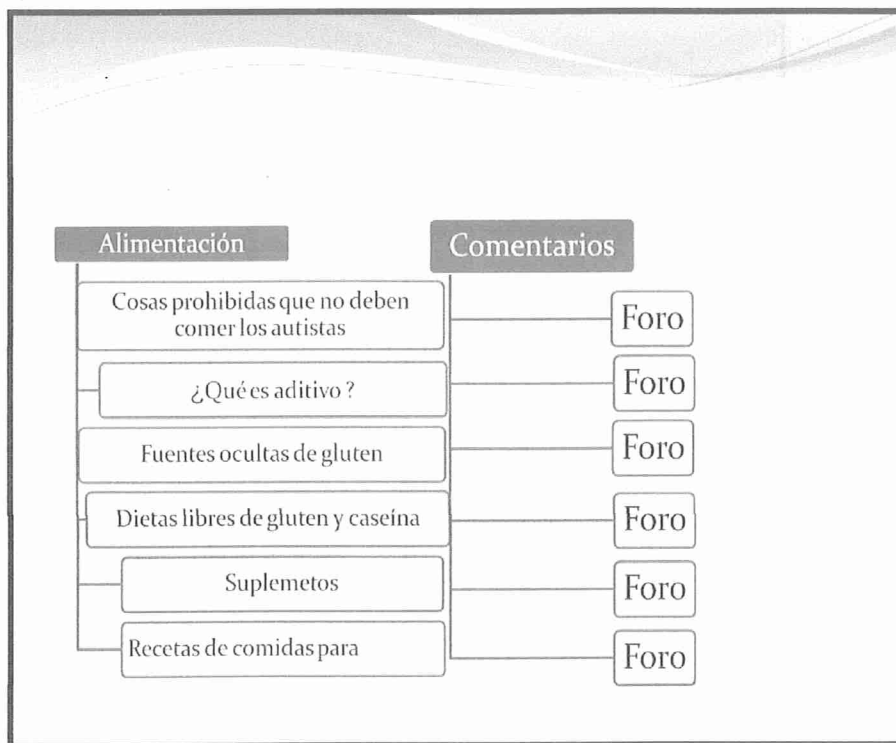 Alimentación
Comentarios
Cosas prohibidas que no deben
comer los autistas
Foro
¿Qué es aditivo ?
Foro
Fuentes ocultas de gluten
Foro
Dietas libres de gluten y caseína
Foro
Suplemetos
Foro
Recetas de comidas para
Foro